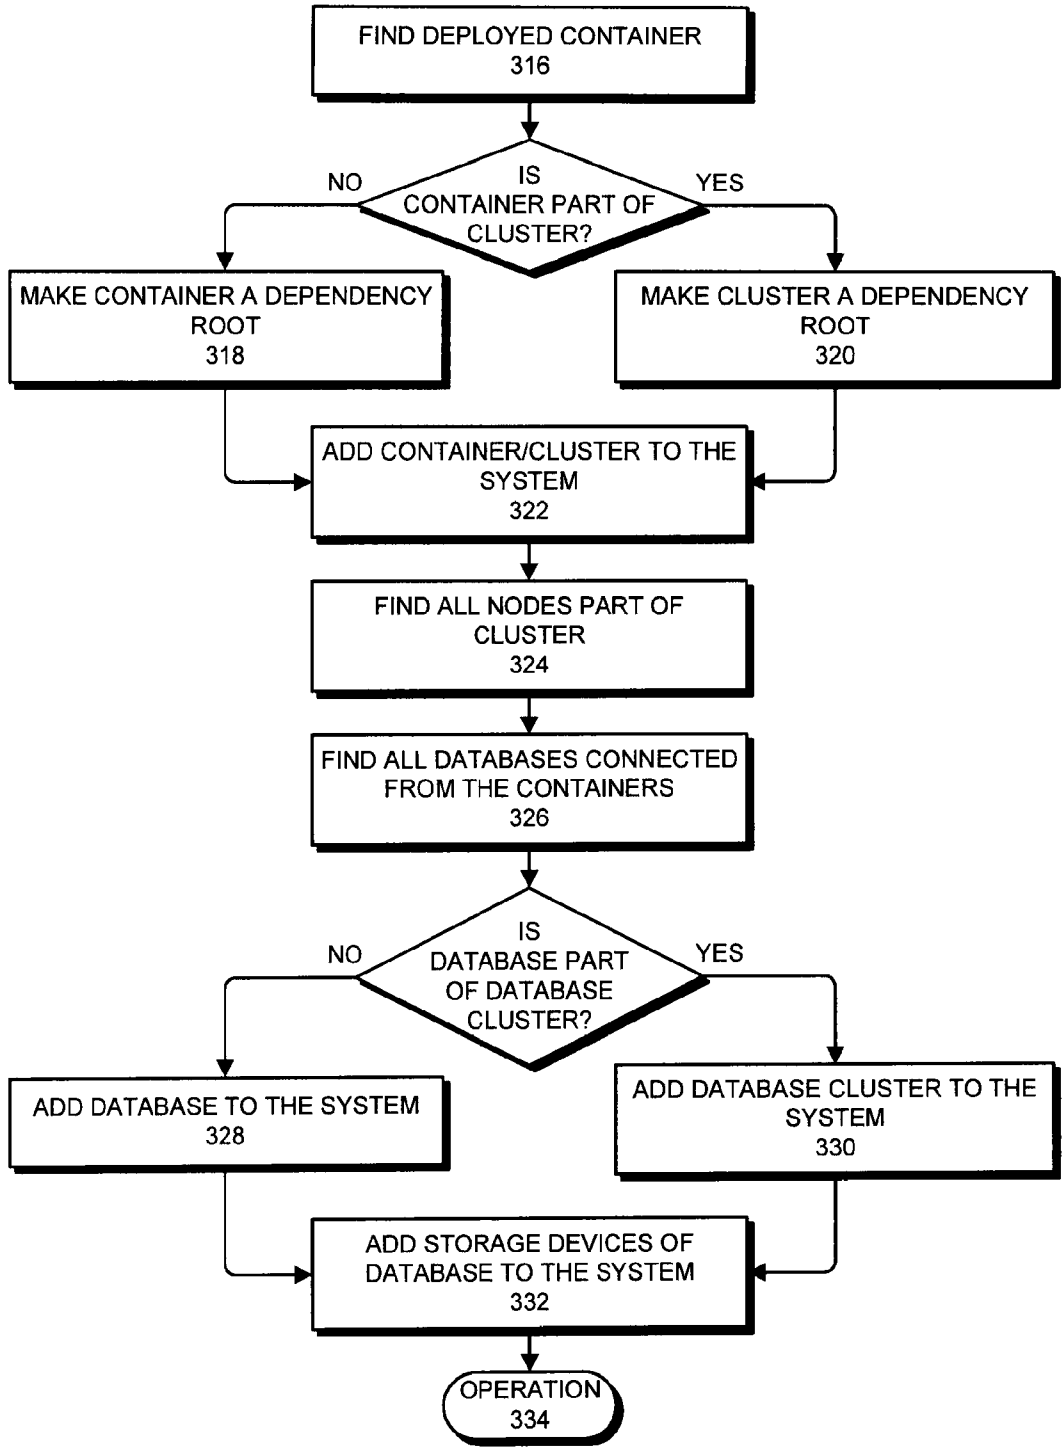 FIND DEPLOYED CONTAINER
316
IS
CONTAINER PART OF
CLUSTER?
NO
YES
MAKE CONTAINER A DEPENDENCY
ROOT
318
MAKE CLUSTER A DEPENDENCY
ROOT
320
ADD CONTAINER/CLUSTER TO THE
SYSTEM
322
FIND ALL NODES PART OF
CLUSTER
324
FIND ALL DATABASES CONNECTED
FROM THE CONTAINERS
326
IS
DATABASE PART
OF DATABASE
CLUSTER?
NO
YES
ADD DATABASE TO THE SYSTEM
328
ADD DATABASE CLUSTER TO THE
SYSTEM
330
ADD STORAGE DEVICES OF
DATABASE TO THE SYSTEM
332
OPERATION
334